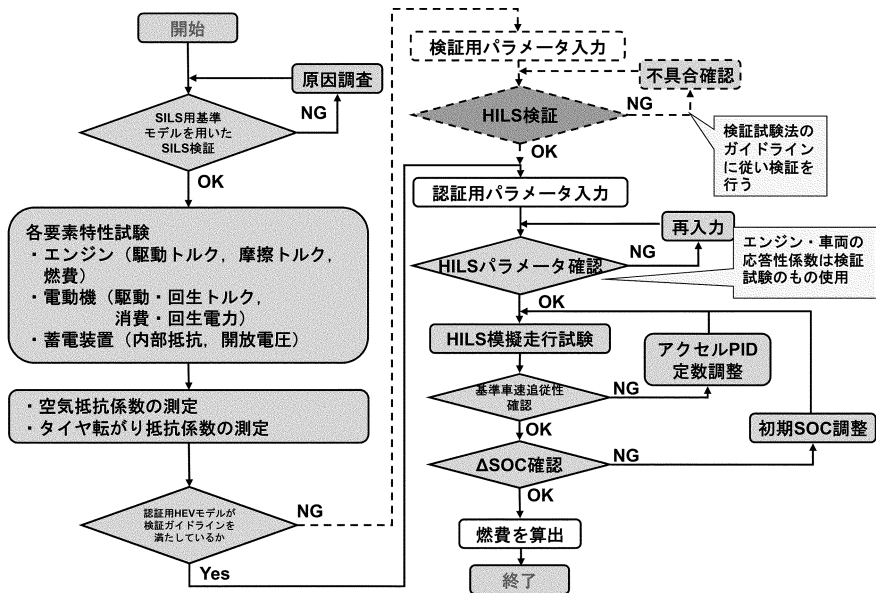 開始
原因調査
NG
SILS用基準
モデルを用いた
SILS検証
OK
各要素特性試験
・エンジン（駆動トルク，摩擦トルク，
燃費）
・電動機（駆動・回生トルク，
消費・回生電力）
・蓄電装置（内部抵抗，開放電圧）
・空気抵抗係数の測定
・タイヤ転がり抵抗係数の測定
認証用HEVモデルが
検証ガイドラインを
満たしているか
NG
Yes
検証用パラメータ入力
不具合確認
HILS検証
NG
検証試験法の
ガイドライン
に従い検証を
行う
OK
認証用パラメータ入力
再入力
HILSパラメータ確認
NG
エンジン・車両の
応答性係数は検証
試験のもの使用
OK
HILS模擬走行試験
アクセルPID
定数調整
基準車速追従性
確認
NG
OK
初期SOC調整
ΔSOC確認
NG
OK
燃費を算出
終了